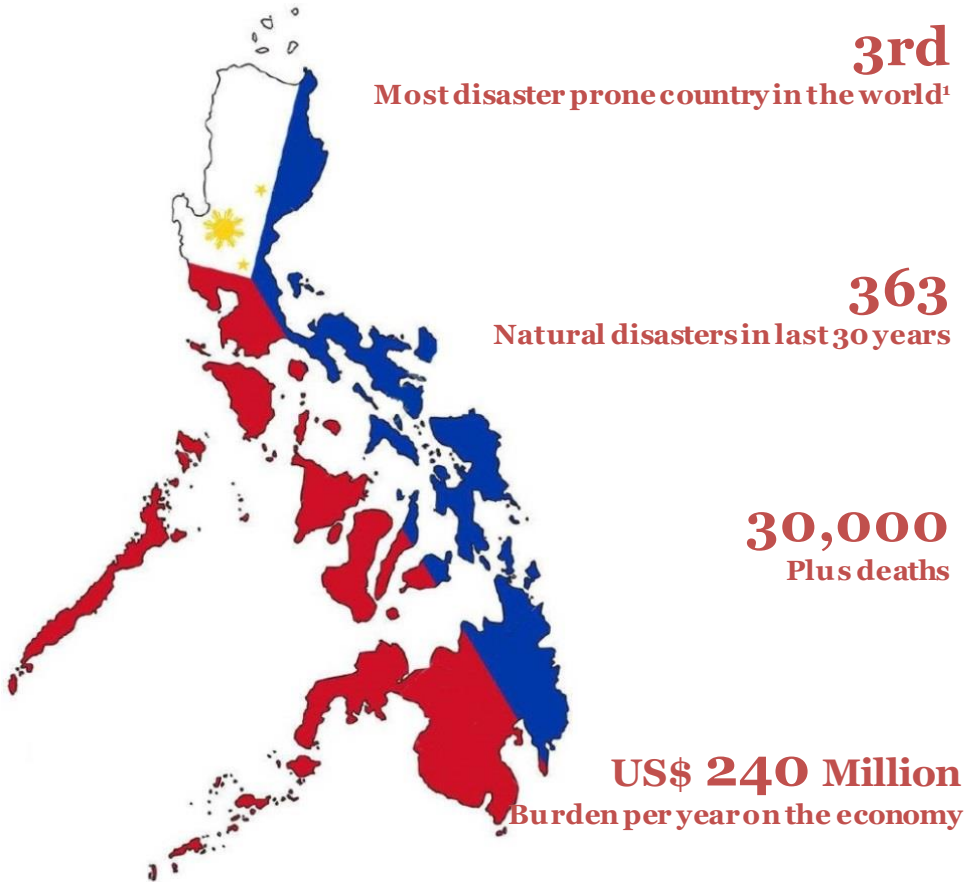 3rd
Most disaster prone country in the world¹
363
Natural disasters in last 30 years
30,000
Plus deaths
US$ 240 Million
Burden per year on the economy